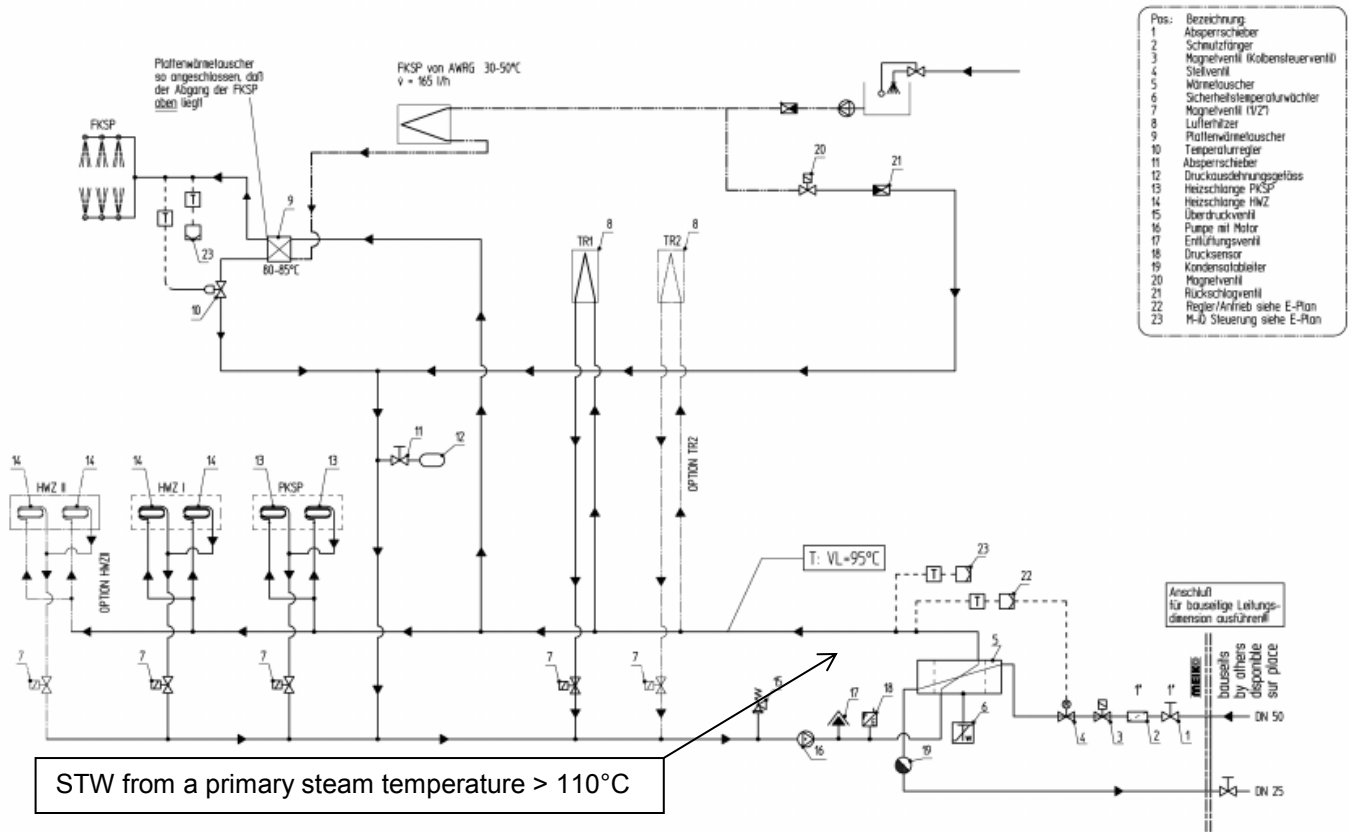 Pos.: Bezeichnung:
1 Absperrschieber
2 Schmutzfänger
3 Magnetventil (Kolbensteuerventil)
4 Stellventil
5 Wärmetauscher
6 Sicherheitstemperaturwächter
7 Magnetventil (1/2")
8 Lufterhitzer
9 Plattenwärmetauscher
10 Temperaturregler
11 Absperrschieber
12 Druckausdehnungsgefäss
13 Heizschlange PKSP
14 Heizschlange HWZ
15 Überdruckventil
16 Pumpe mit Motor
17 Entlüftungsventil
18 Drucksensor
19 Kondensatableiter
20 Magnetventil
21 Rückschlagventil
22 Regler/Antrieb siehe E-Plan
23 M-iQ Steuerung siehe E-Plan
Plattenwärmetauscher
so angeschlossen, daß
der Abgang der FKSP
oben liegt!
FKSP von AWRG 30-50°C
v = 165 l/h
FKSP
20
21
T
T
23
9
80-85°C
10
TR1
8
TR2
8
11
12
OPTION TR2
14
14
HWZ II
14
14
HWZ I
13
13
PKSP
OPTION HWZII
T: VL=95°C
T
23
T
22
Anschluß
für bauseilige Leitungs-
dimension ausführen!!!
MEIKO
bauseits
by others
disponible
sur place
7
7
7
7
7
15
17
18
5
6
TW
16
19
4
3
1"
2
1"
1
DN 50
DN 25
STW from a primary steam temperature > 110°C